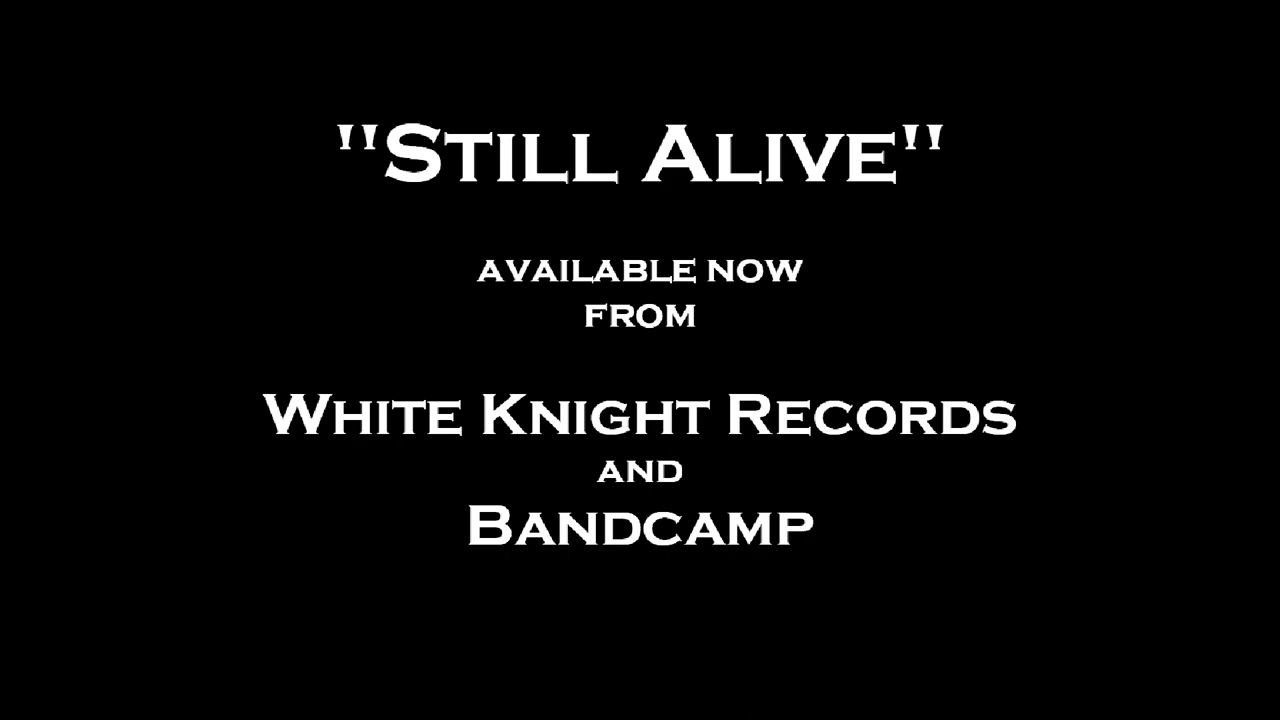 "Still Alive"
available now
from
White Knight Records
and
Bandcamp